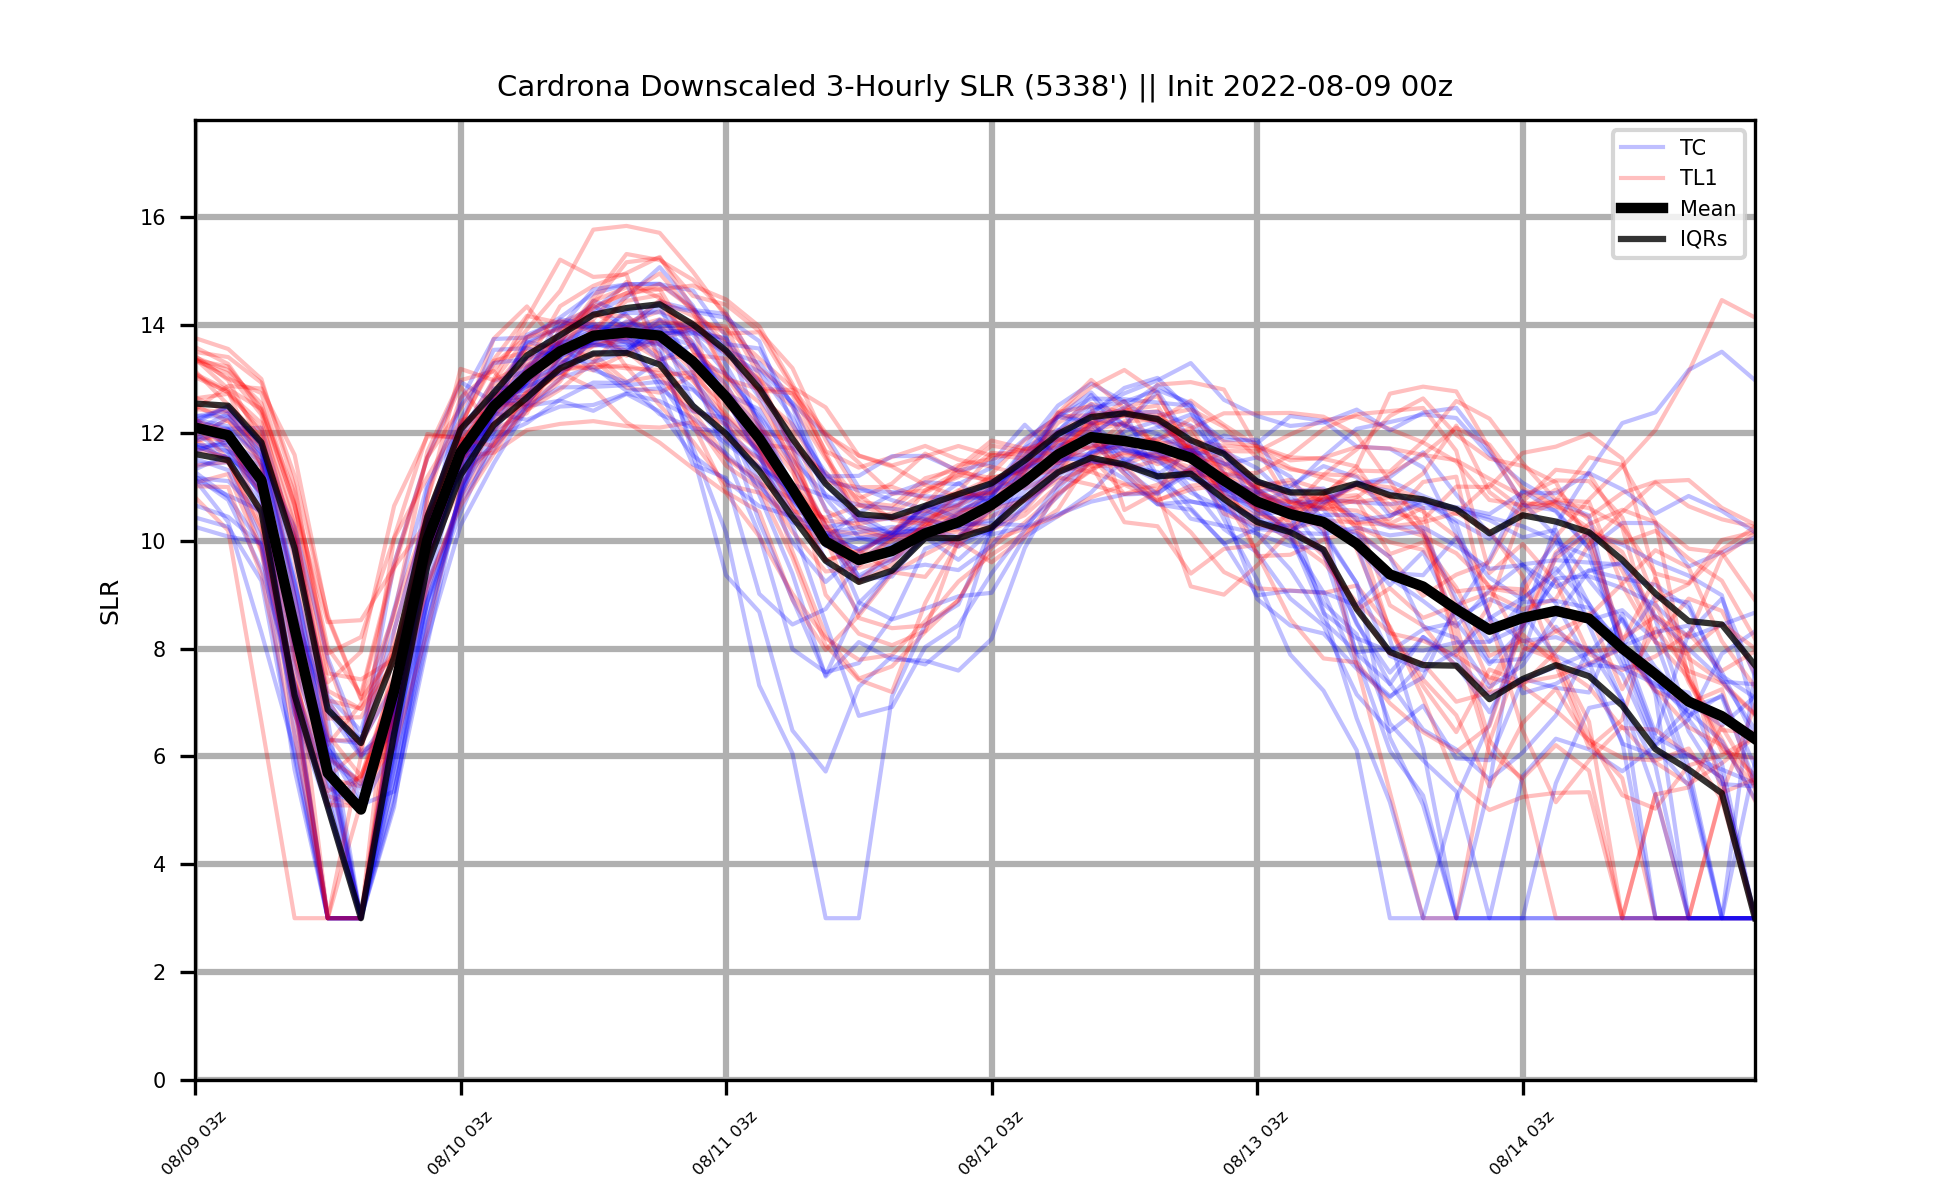 Cardrona Downscaled 3-Hourly SLR (5338') || Init 2022-08-09 00z
TC
TL1
Mean
IQRs
SLR
16
14
12
10
8
6
4
2
0
08/09 03z
08/10 03z
08/11 03z
08/12 03z
08/13 03z
08/14 03z